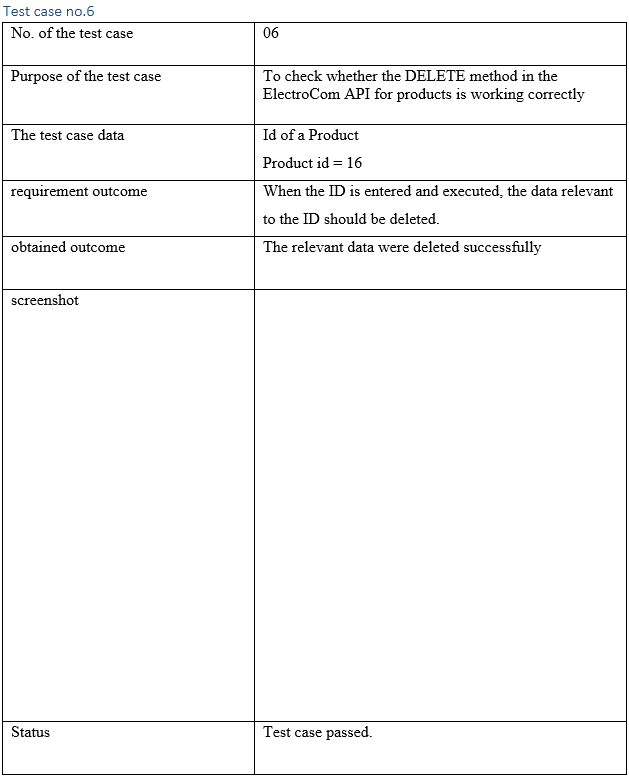 Test case no.6
No. of the test case
06
Purpose of the test case
To check whether the DELETE method in the
ElectroCom API for products is working correctly
The test case data
Id of a Product
Product id = 16
requirement outcome
When the ID is entered and executed, the data relevant
to the ID should be deleted.
obtained outcome
The relevant data were deleted successfully
screenshot
Status
Test case passed.